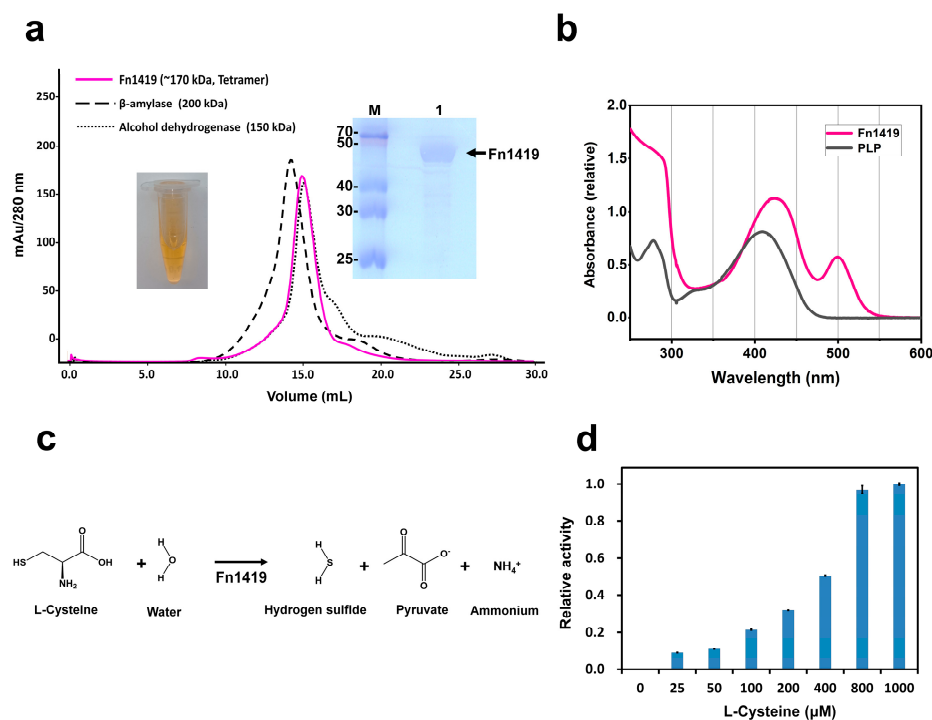 a
mAu/280 nm
250
200
150
100
50
0
Fn1419 (~170 kDa, Tetramer)
β-amylase (200 kDa)
Alcohol dehydrogenase (150 kDa)
M 1
70
50
40
30
25
Fn1419
0.0 5.0 10.0 15.0 20.0 25.0 30.0
Volume (mL)
b
Absorbance (relative)
2.0
1.5
1.0
0.5
0.0
Fn1419
PLP
300 400 500 600
Wavelength (nm)
c
HS O OH NH₂ + H O H Fn1419 H S H + O O⁻ O + NH₄⁺
L-Cysteine Water Hydrogen sulfide Pyruvate Ammonium
d
Relative activity
1.0
0.8
0.6
0.4
0.2
0.0
0 25 50 100 200 400 800 1000
L-Cysteine (µM)